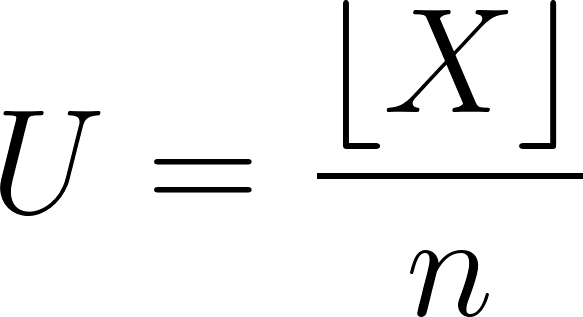 U = ⌊X⌋ / n